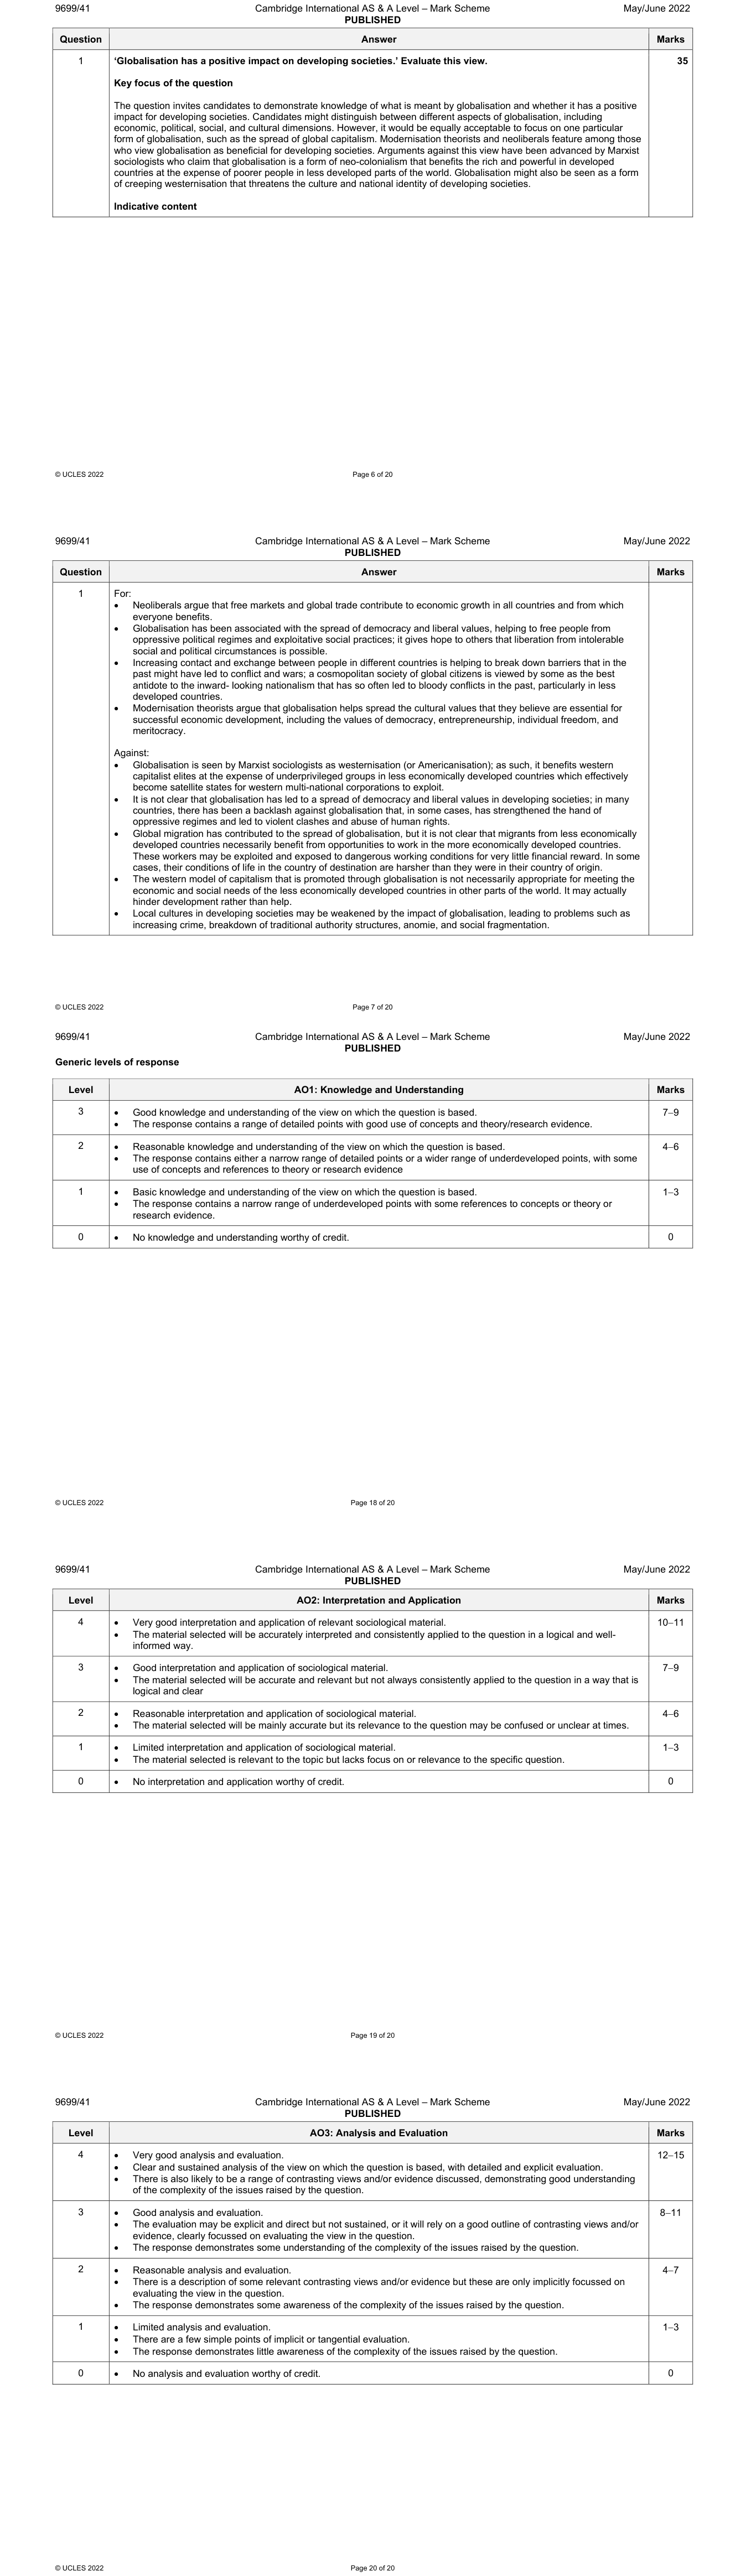 9699/41 Cambridge International AS & A Level – Mark Scheme May/June 2022
PUBLISHED
Question Answer Marks
1 ‘Globalisation has a positive impact on developing societies.’ Evaluate this view. 35
Key focus of the question
The question invites candidates to demonstrate knowledge of what is meant by globalisation and whether it has a positive
impact for developing societies. Candidates might distinguish between different aspects of globalisation, including
economic, political, social, and cultural dimensions. However, it would be equally acceptable to focus on one particular
form of globalisation, such as the spread of global capitalism. Modernisation theorists and neoliberals feature among those
who view globalisation as beneficial for developing societies. Arguments against this view have been advanced by Marxist
sociologists who claim that globalisation is a form of neo-colonialism that benefits the rich and powerful in developed
countries at the expense of poorer people in less developed parts of the world. Globalisation might also be seen as a form
of creeping westernisation that threatens the culture and national identity of developing societies.
Indicative content
© UCLES 2022 Page 6 of 20
9699/41 Cambridge International AS & A Level – Mark Scheme May/June 2022
PUBLISHED
Question Answer Marks
1 For:
• Neoliberals argue that free markets and global trade contribute to economic growth in all countries and from which
everyone benefits.
• Globalisation has been associated with the spread of democracy and liberal values, helping to free people from
oppressive political regimes and exploitative social practices; it gives hope to others that liberation from intolerable
social and political circumstances is possible.
• Increasing contact and exchange between people in different countries is helping to break down barriers that in the
past might have led to conflict and wars; a cosmopolitan society of global citizens is viewed by some as the best
antidote to the inward- looking nationalism that has so often led to bloody conflicts in the past, particularly in less
developed countries.
• Modernisation theorists argue that globalisation helps spread the cultural values that they believe are essential for
successful economic development, including the values of democracy, entrepreneurship, individual freedom, and
meritocracy.
Against:
• Globalisation is seen by Marxist sociologists as westernisation (or Americanisation); as such, it benefits western
capitalist elites at the expense of underprivileged groups in less economically developed countries which effectively
become satellite states for western multi-national corporations to exploit.
• It is not clear that globalisation has led to a spread of democracy and liberal values in developing societies; in many
countries, there has been a backlash against globalisation that, in some cases, has strengthened the hand of
oppressive regimes and led to violent clashes and abuse of human rights.
• Global migration has contributed to the spread of globalisation, but it is not clear that migrants from less economically
developed countries necessarily benefit from opportunities to work in the more economically developed countries.
These workers may be exploited and exposed to dangerous working conditions for very little financial reward. In some
cases, their conditions of life in the country of destination are harsher than they were in their country of origin.
• The western model of capitalism that is promoted through globalisation is not necessarily appropriate for meeting the
economic and social needs of the less economically developed countries in other parts of the world. It may actually
hinder development rather than help.
• Local cultures in developing societies may be weakened by the impact of globalisation, leading to problems such as
increasing crime, breakdown of traditional authority structures, anomie, and social fragmentation.
© UCLES 2022 Page 7 of 20
9699/41 Cambridge International AS & A Level – Mark Scheme May/June 2022
PUBLISHED
Generic levels of response
Level AO1: Knowledge and Understanding Marks
3 • Good knowledge and understanding of the view on which the question is based. 7–9
• The response contains a range of detailed points with good use of concepts and theory/research evidence.
2 • Reasonable knowledge and understanding of the view on which the question is based. 4–6
• The response contains either a narrow range of detailed points or a wider range of underdeveloped points, with some
use of concepts and references to theory or research evidence
1 • Basic knowledge and understanding of the view on which the question is based. 1–3
• The response contains a narrow range of underdeveloped points with some references to concepts or theory or
research evidence.
0 • No knowledge and understanding worthy of credit. 0
© UCLES 2022 Page 18 of 20
9699/41 Cambridge International AS & A Level – Mark Scheme May/June 2022
PUBLISHED
Level AO2: Interpretation and Application Marks
4 • Very good interpretation and application of relevant sociological material. 10–11
• The material selected will be accurately interpreted and consistently applied to the question in a logical and well-
informed way.
3 • Good interpretation and application of sociological material. 7–9
• The material selected will be accurate and relevant but not always consistently applied to the question in a way that is
logical and clear
2 • Reasonable interpretation and application of sociological material. 4–6
• The material selected will be mainly accurate but its relevance to the question may be confused or unclear at times.
1 • Limited interpretation and application of sociological material. 1–3
• The material selected is relevant to the topic but lacks focus on or relevance to the specific question.
0 • No interpretation and application worthy of credit. 0
© UCLES 2022 Page 19 of 20
9699/41 Cambridge International AS & A Level – Mark Scheme May/June 2022
PUBLISHED
Level AO3: Analysis and Evaluation Marks
4 • Very good analysis and evaluation. 12–15
• Clear and sustained analysis of the view on which the question is based, with detailed and explicit evaluation.
• There is also likely to be a range of contrasting views and/or evidence discussed, demonstrating good understanding
of the complexity of the issues raised by the question.
3 • Good analysis and evaluation. 8–11
• The evaluation may be explicit and direct but not sustained, or it will rely on a good outline of contrasting views and/or
evidence, clearly focussed on evaluating the view in the question.
• The response demonstrates some understanding of the complexity of the issues raised by the question.
2 • Reasonable analysis and evaluation. 4–7
• There is a description of some relevant contrasting views and/or evidence but these are only implicitly focussed on
evaluating the view in the question.
• The response demonstrates some awareness of the complexity of the issues raised by the question.
1 • Limited analysis and evaluation. 1–3
• There are a few simple points of implicit or tangential evaluation.
• The response demonstrates little awareness of the complexity of the issues raised by the question.
0 • No analysis and evaluation worthy of credit. 0
© UCLES 2022 Page 20 of 20